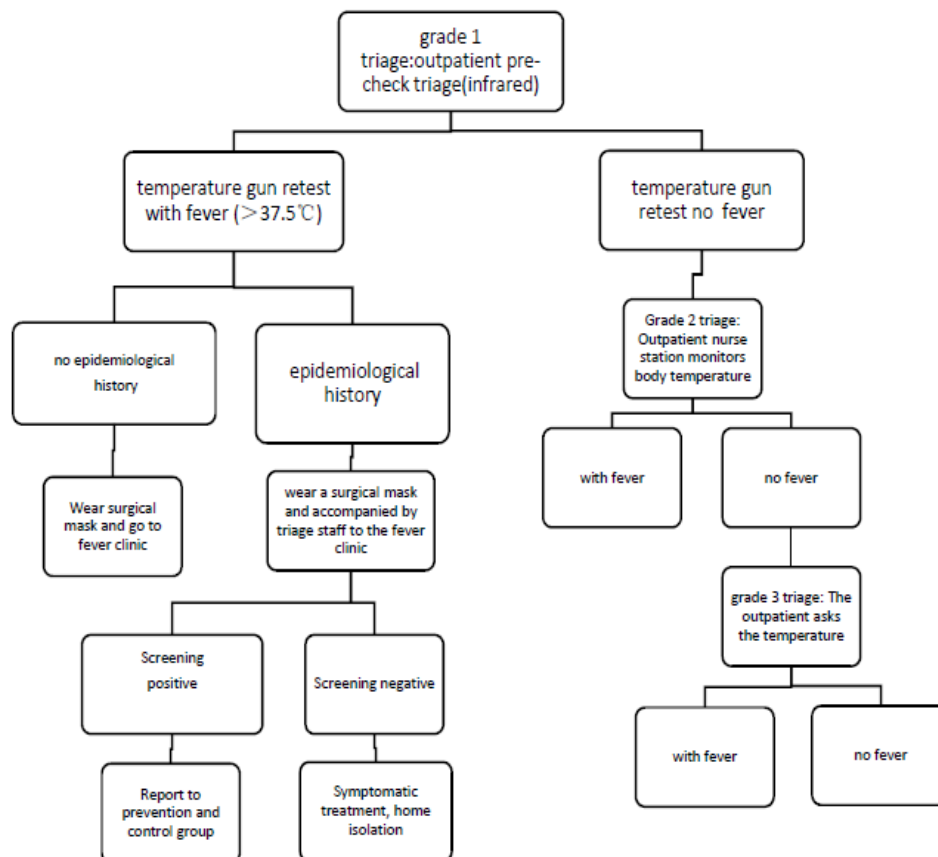 grade 1
triage:outpatient pre-
check triage(infrared)
temperature gun retest
with fever (＞37.5℃)
temperature gun
retest no fever
no epidemiological
history
epidemiological
history
Grade 2 triage:
Outpatient nurse
station monitors
body temperature
with fever
no fever
Wear surgical
mask and go to
fever clinic
wear a surgical mask
and accompanied by
triage staff to the fever
clinic
grade 3 triage: The
outpatient asks
the temperature
Screening
positive
Screening negative
with fever
no fever
Report to
prevention and
control group
Symptomatic
treatment, home
isolation